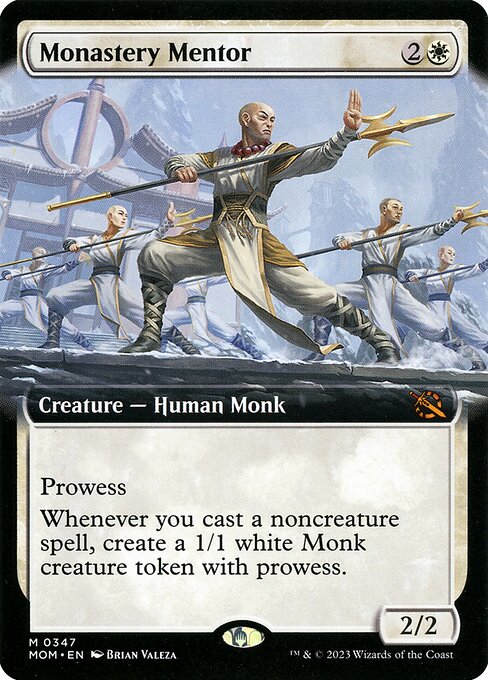 Monastery Mentor 2
Creature — Human Monk
Prowess
Whenever you cast a noncreature
spell, create a 1/1 white Monk
creature token with prowess.
2/2
M 0347
MOM • EN Brian Valeza
™ & © 2023 Wizards of the Coast